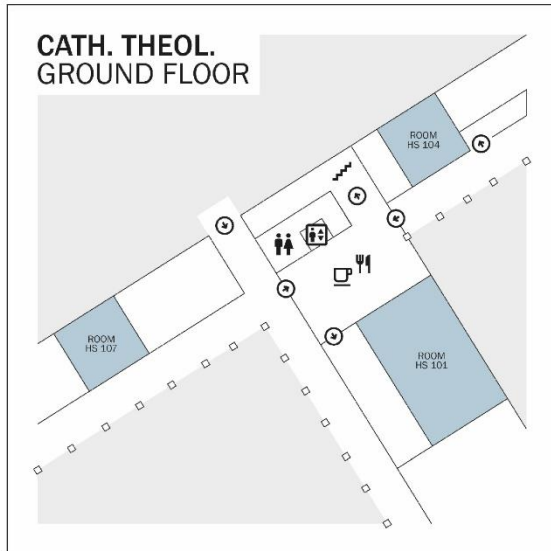 CATH. THEOL.
GROUND FLOOR
ROOM
HS 104
ROOM
HS 107
ROOM
HS 101